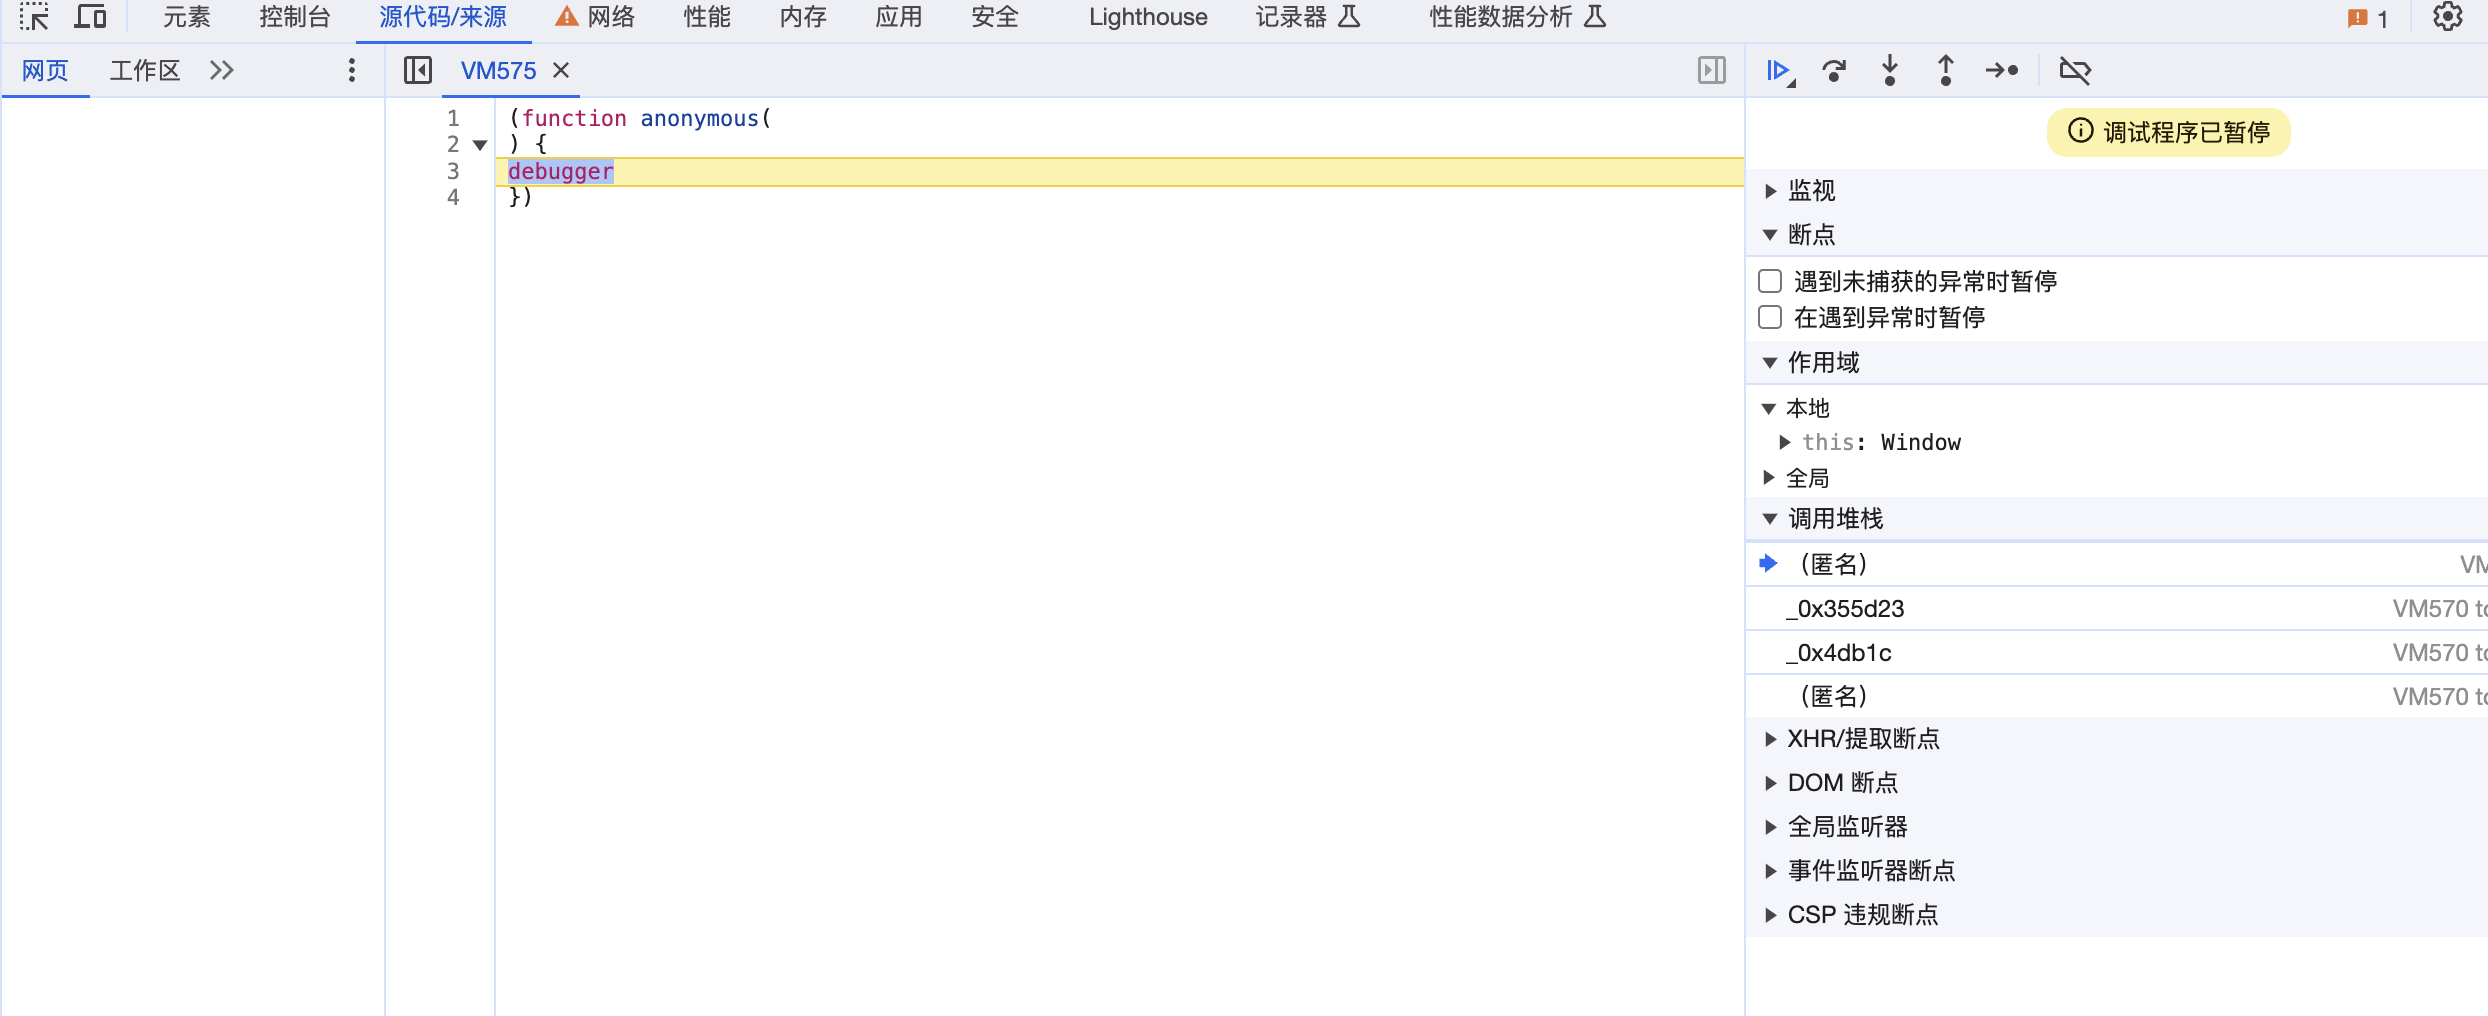 元素 控制台 源代码/来源 网络 性能 内存 应用 安全 Lighthouse 记录器 性能数据分析 1
网页 工作区 VM575
1 (function anonymous(
2 ) {
3 debugger
4 })
调试程序已暂停
监视
断点
遇到未捕获的异常时暂停
在遇到异常时暂停
作用域
本地
this: Window
全局
调用堆栈
(匿名) VM
_0x355d23 VM570 to
_0x4db1c VM570 to
(匿名) VM570 to
XHR/提取断点
DOM 断点
全局监听器
事件监听器断点
CSP 违规断点